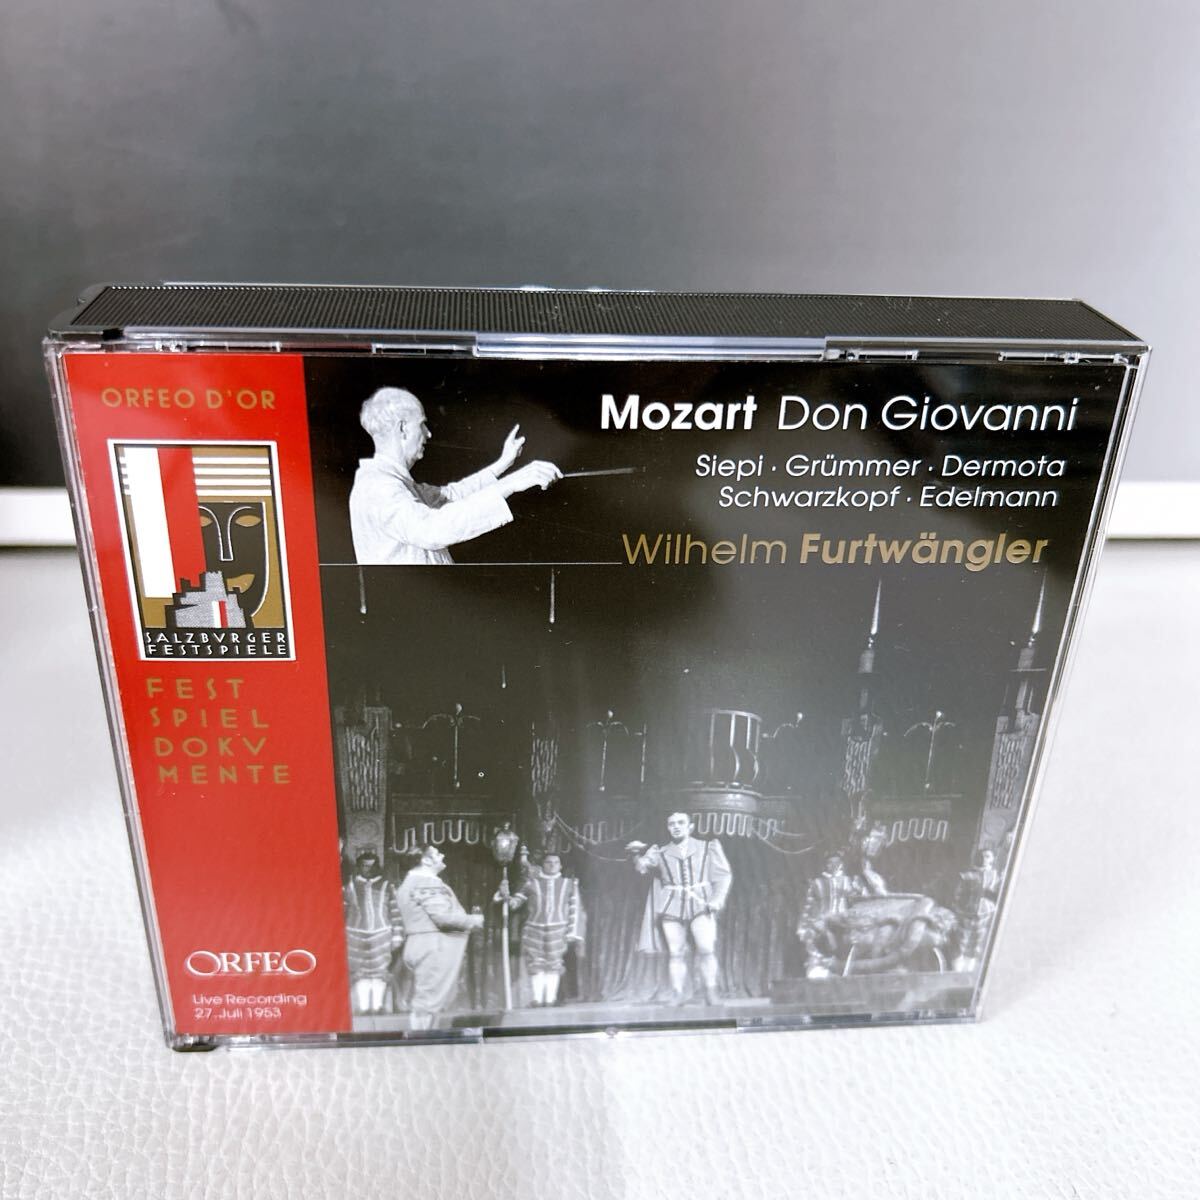 ORFEO D'OR
SALZBVRGER
FESTSPIELE
FEST
SPIEL
DOKV
MENTE
ORFEO
Live Recording
27. Juli 1953
Mozart Don Giovanni
Siepi · Grümmer · Dermota
Schwarzkopf · Edelmann
Wilhelm Furtwängler